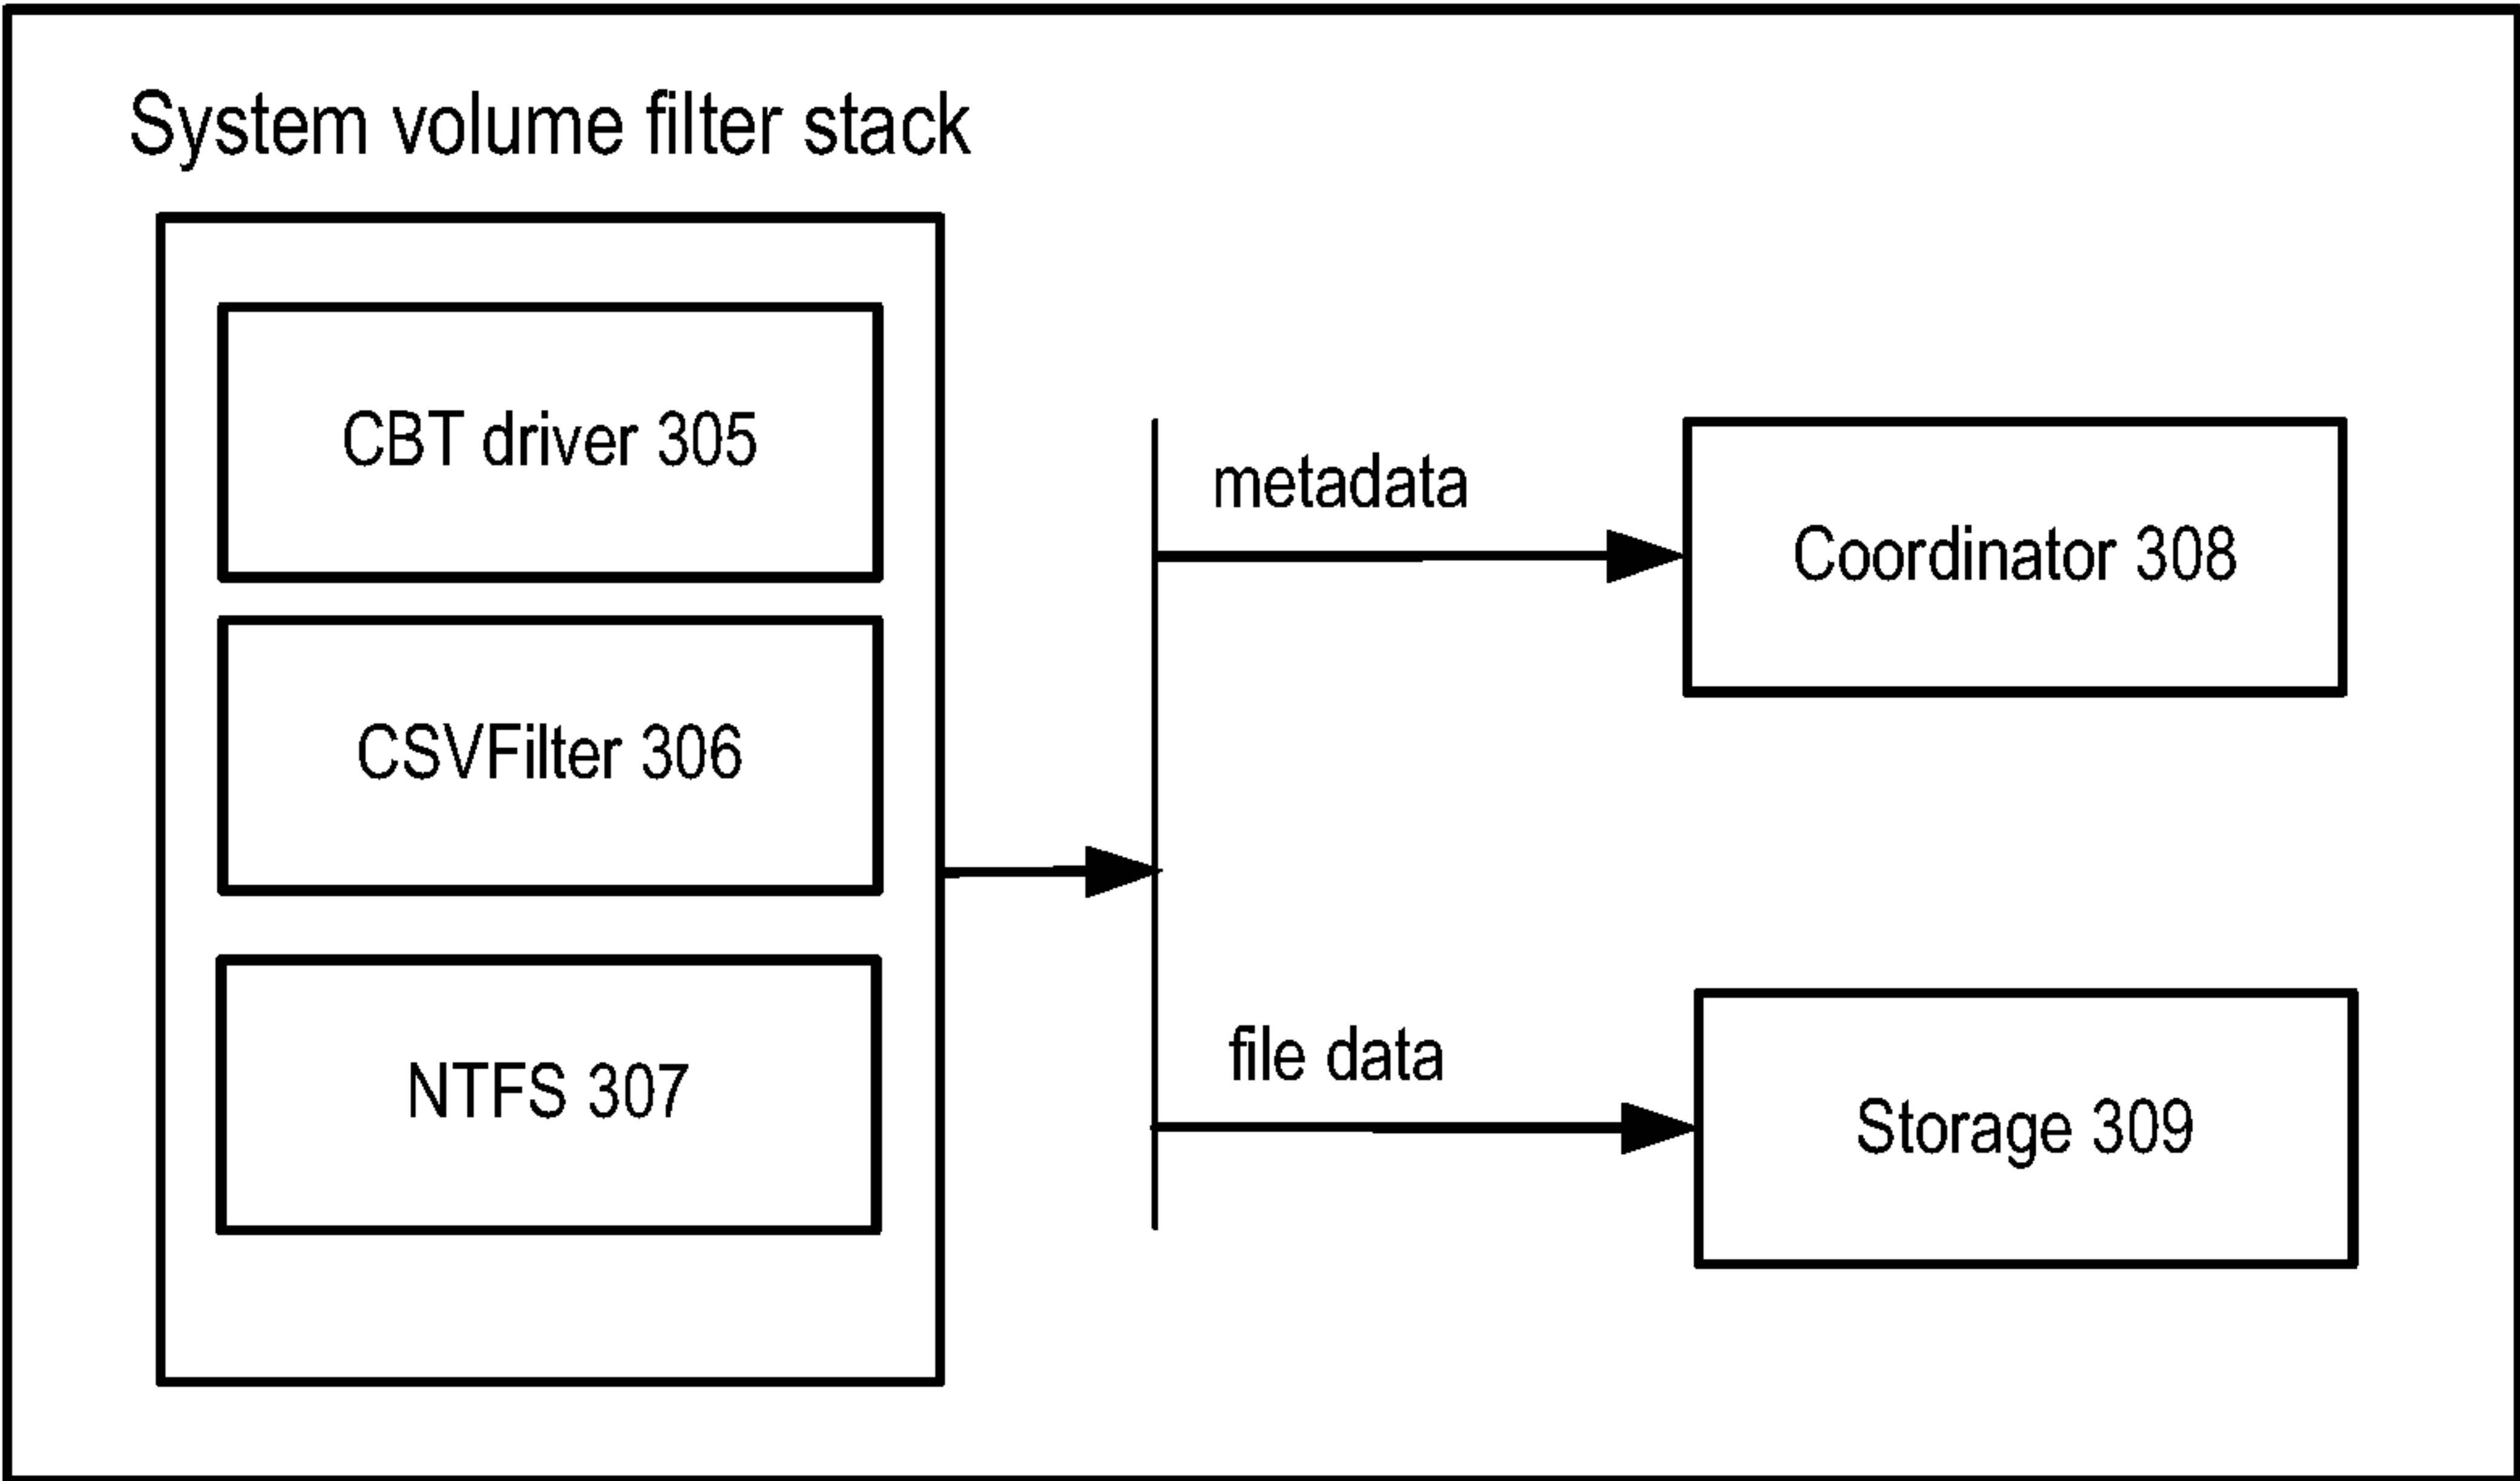 System volume filter stack
CBT driver 305
CSVFilter 306
NTFS 307
metadata
Coordinator 308
file data
Storage 309